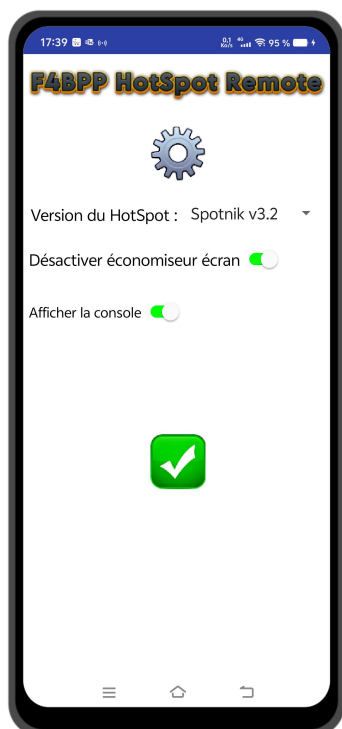 17:39
0,1 Ko/s 4G 95 %
F4BPP HotSpot Remote
Version du HotSpot : Spotnik v3.2
Désactiver économiseur écran
Afficher la console